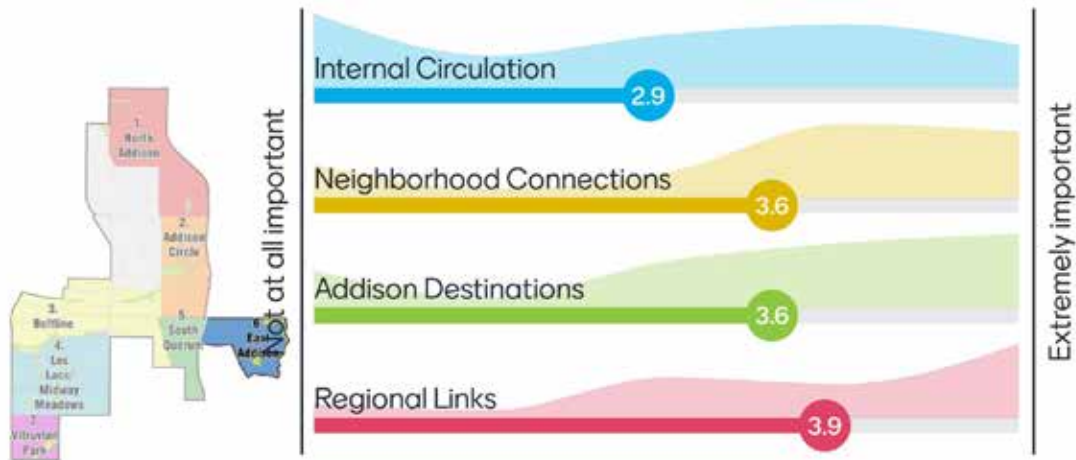 1.
North
Addison
2.
Addison
Circle
3.
Beltline
4.
Les
Lacs/
Midway
Meadows
5.
South
Quorum
6.
East
Addison
7.
Vitruvian
Park
Not at all important
Internal Circulation
2.9
Neighborhood Connections
3.6
Addison Destinations
3.6
Regional Links
3.9
Extremely important